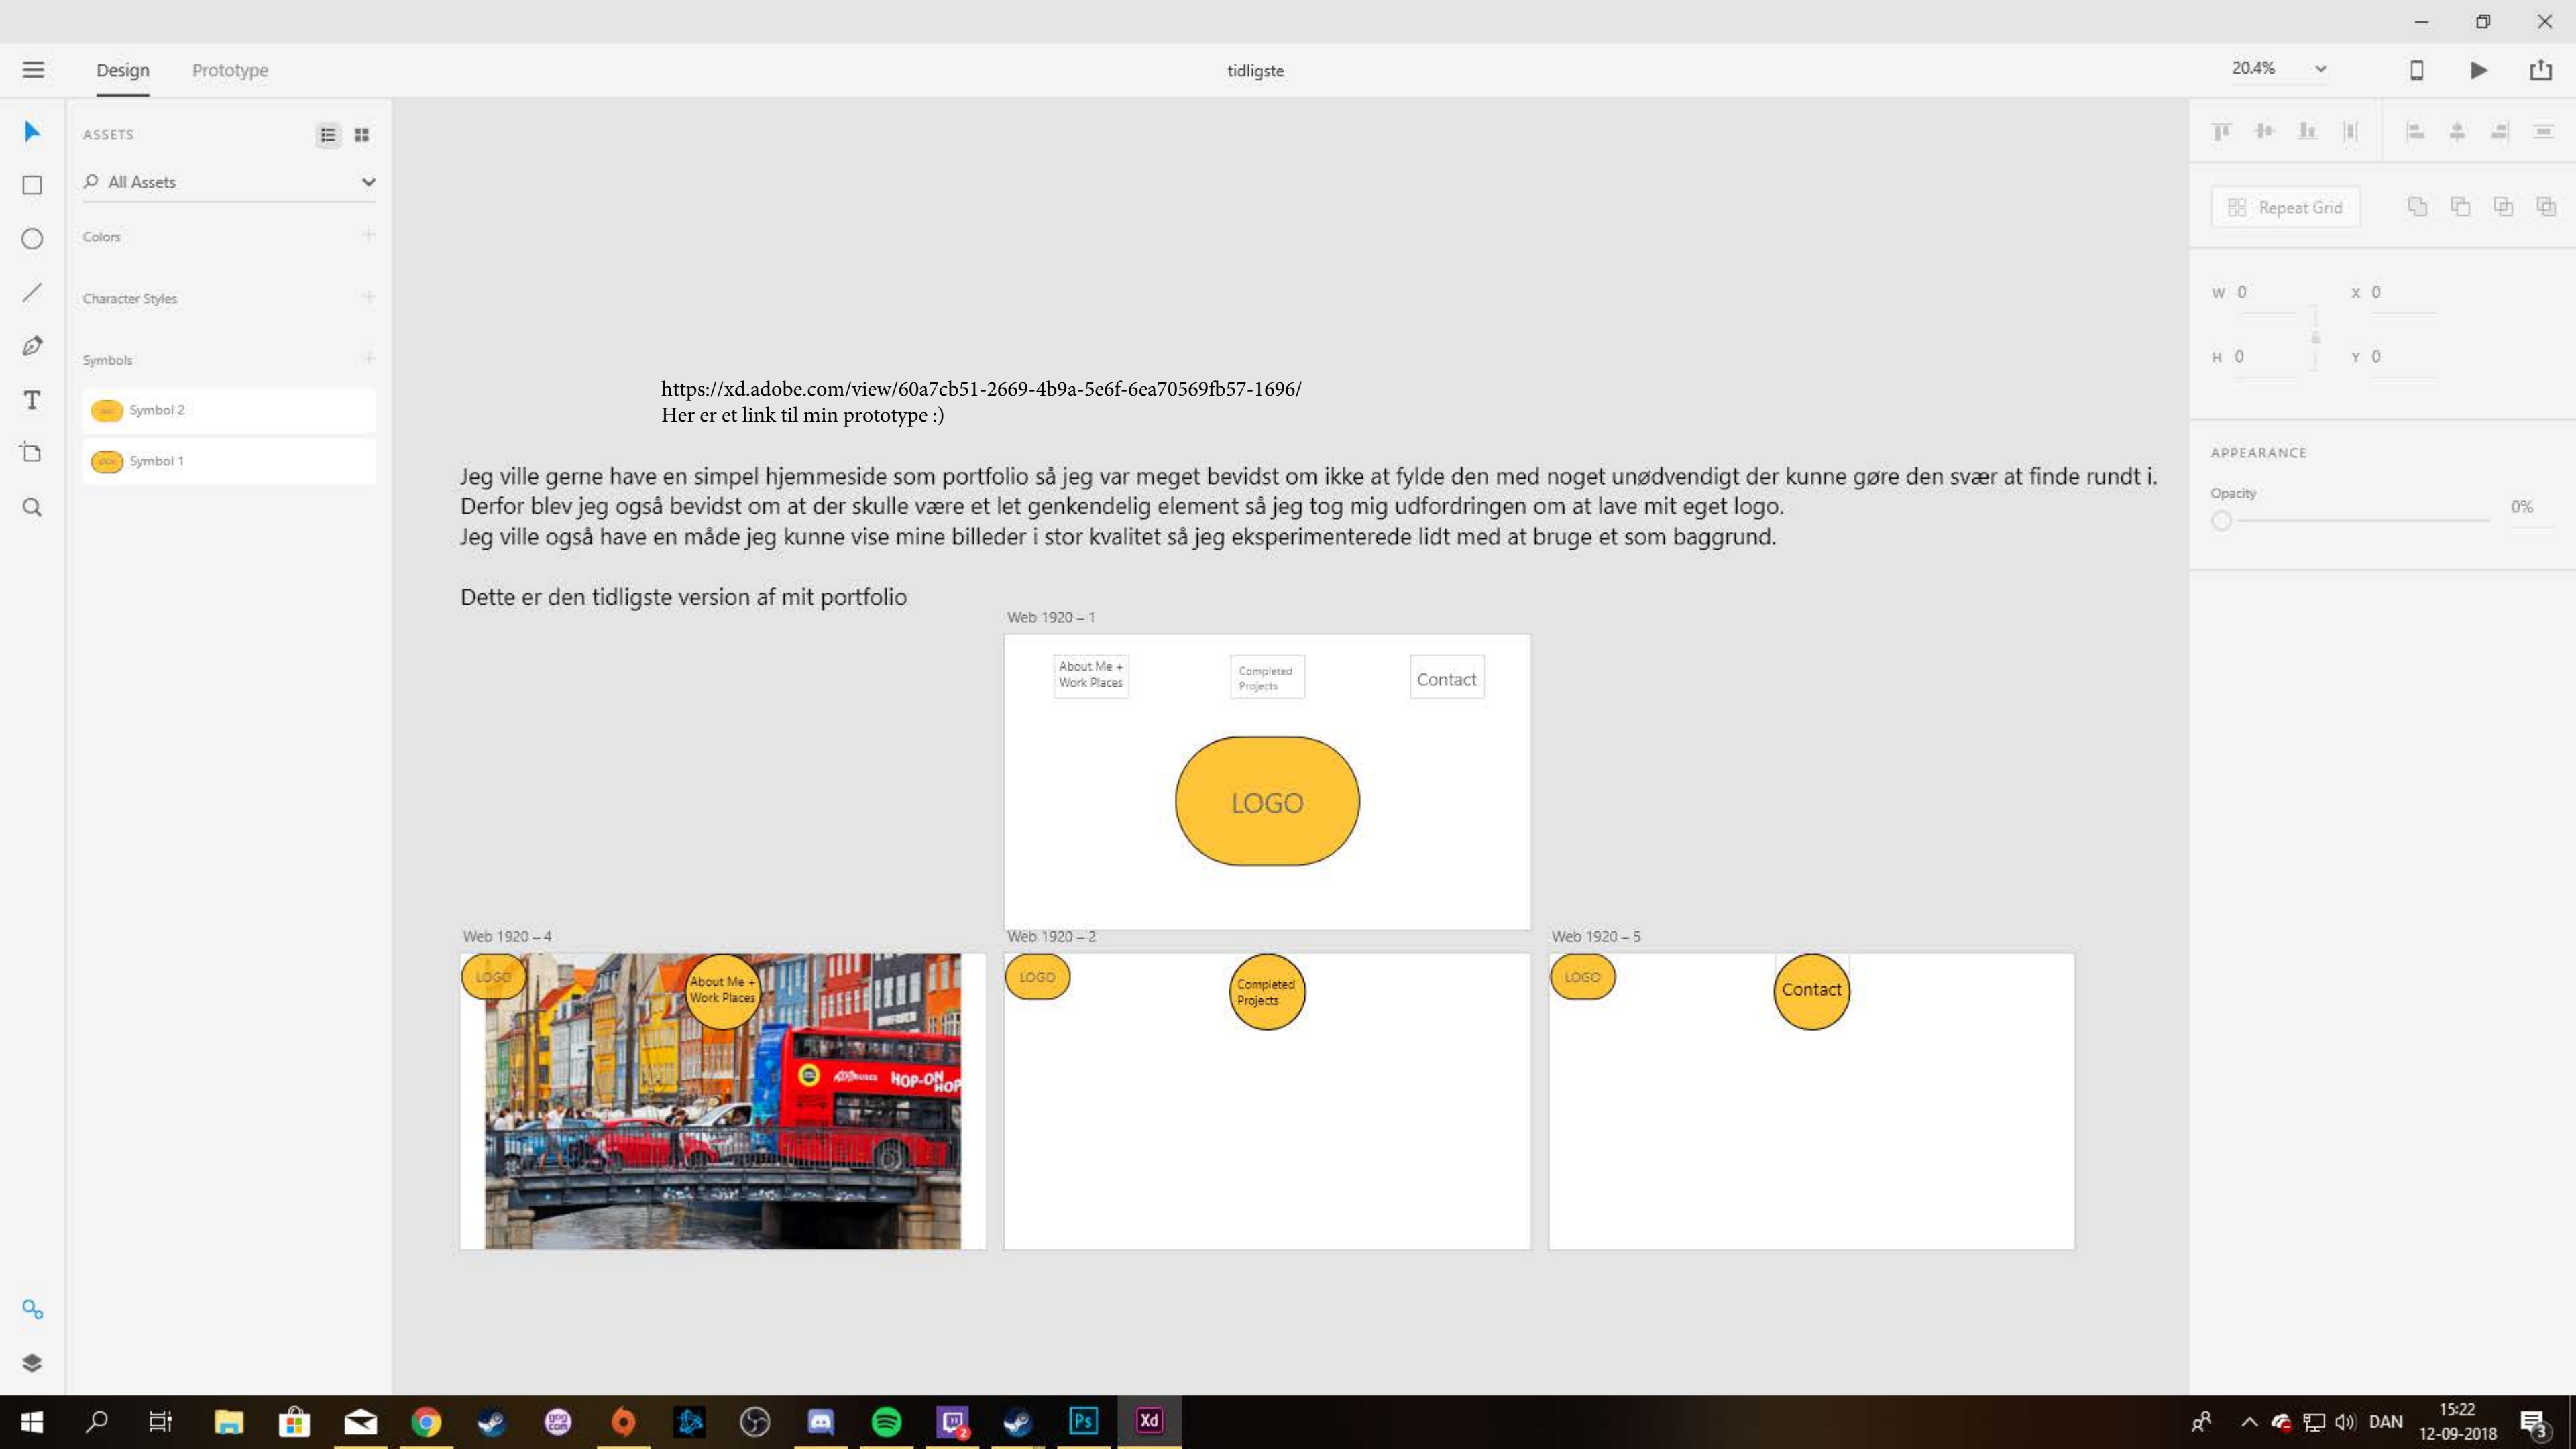 Design
Prototype
tidligste
20.4%
ASSETS
All Assets
Colors
Character Styles
Symbols
Symbol 2
Symbol 1
Repeat Grid
W 0
X 0
H 0
Y 0
APPEARANCE
Opacity
0%
https://xd.adobe.com/view/60a7cb51-2669-4b9a-5e6f-6ea70569fb57-1696/
Her er et link til min prototype :)
Jeg ville gerne have en simpel hjemmeside som portfolio så jeg var meget bevidst om ikke at fylde den med noget unødvendigt der kunne gøre den svær at finde rundt i.
Derfor blev jeg også bevidst om at der skulle være et let genkendelig element så jeg tog mig udfordringen om at lave mit eget logo.
Jeg ville også have en måde jeg kunne vise mine billeder i stor kvalitet så jeg eksperimenterede lidt med at bruge et som baggrund.
Dette er den tidligste version af mit portfolio
Web 1920 – 1
About Me +
Work Places
Completed
Projects
Contact
LOGO
Web 1920 – 4
LOGO
About Me +
Work Places
HOP-ON
HOP
Web 1920 – 2
LOGO
Completed
Projects
Web 1920 – 5
LOGO
Contact
gog
com
2
Ps
Xd
DAN
15:22
12-09-2018
3